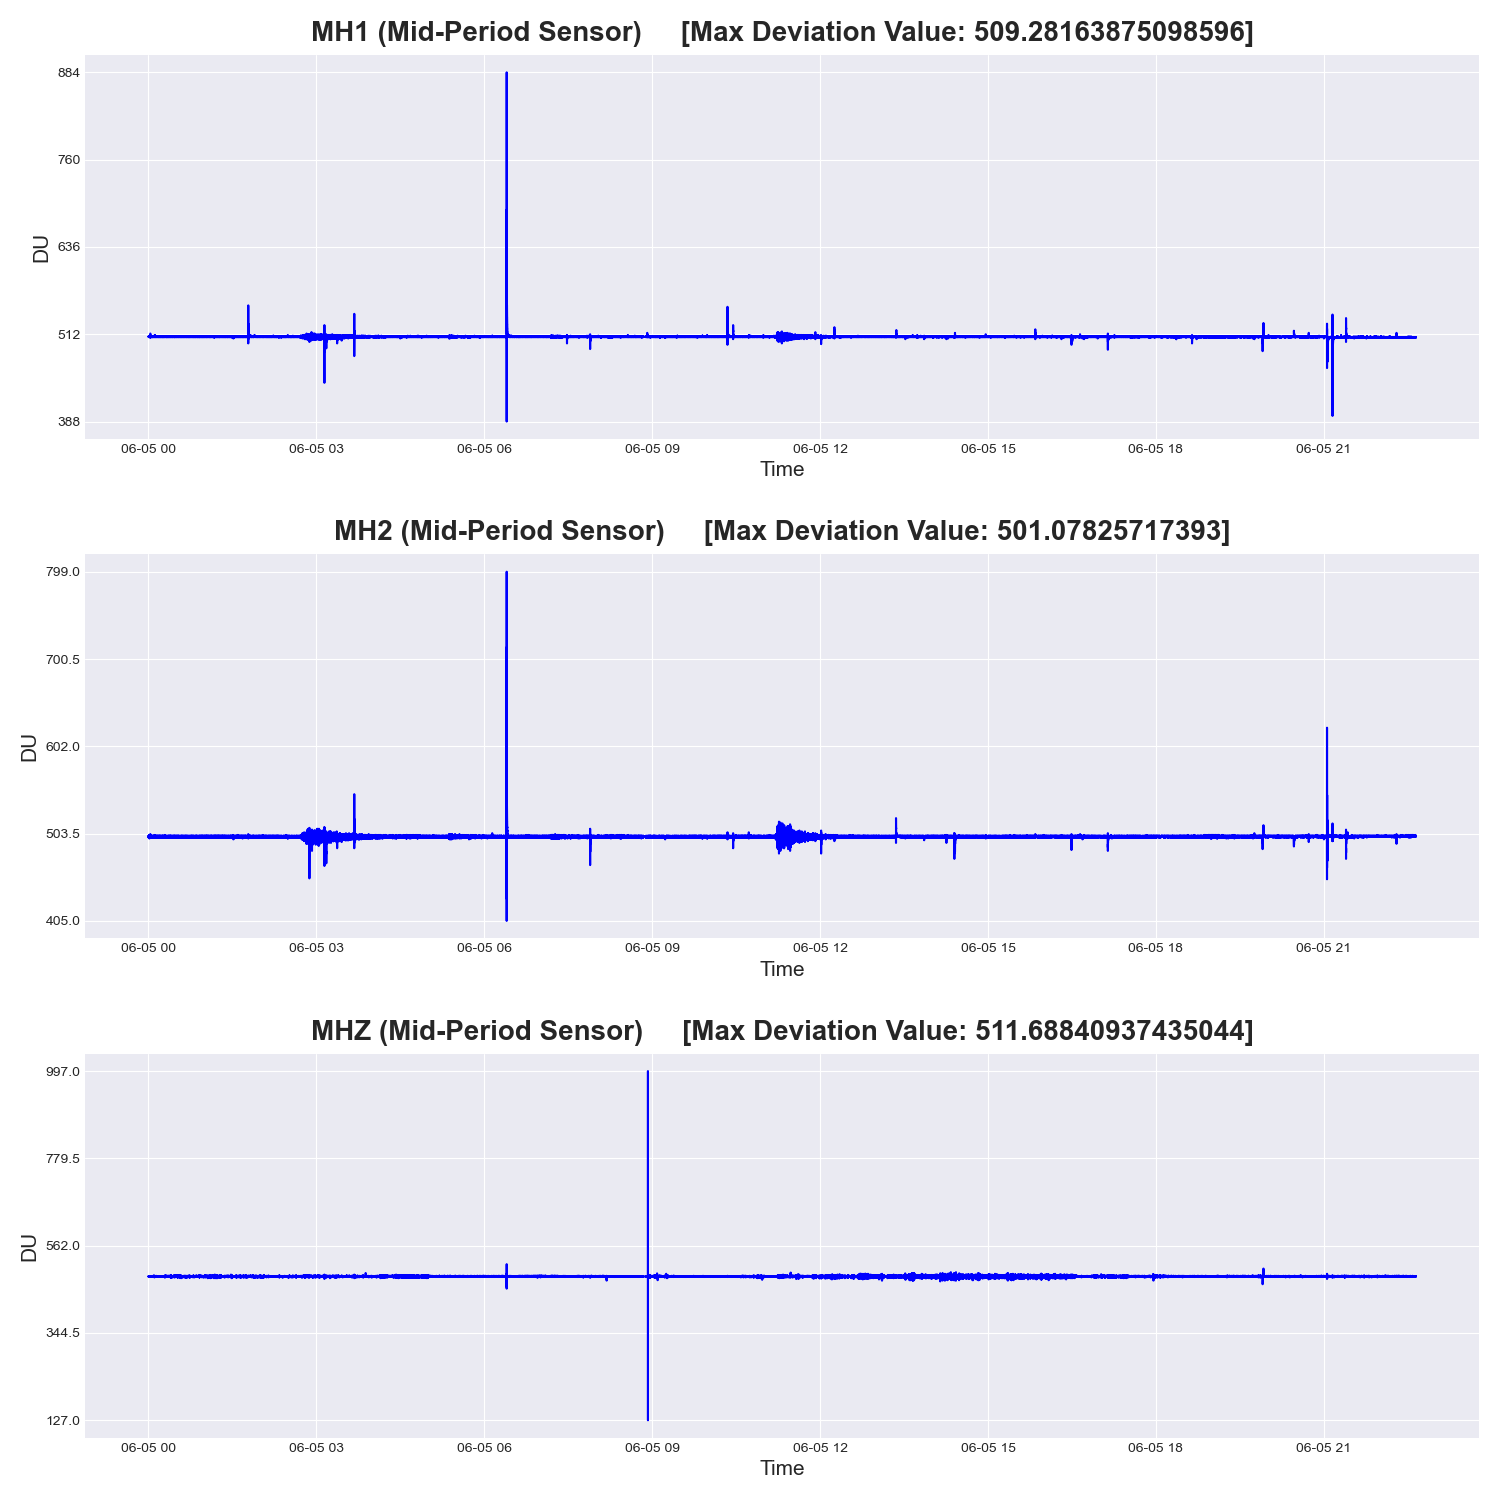 MH1 (Mid-Period Sensor) [Max Deviation Value: 509.28163875098596]
884
760
636
512
388
DU
06-05 00 06-05 03 06-05 06 06-05 09 06-05 12 06-05 15 06-05 18 06-05 21
Time
MH2 (Mid-Period Sensor) [Max Deviation Value: 501.07825717393]
799.0
700.5
602.0
503.5
405.0
DU
06-05 00 06-05 03 06-05 06 06-05 09 06-05 12 06-05 15 06-05 18 06-05 21
Time
MHZ (Mid-Period Sensor) [Max Deviation Value: 511.68840937435044]
997.0
779.5
562.0
344.5
127.0
DU
06-05 00 06-05 03 06-05 06 06-05 09 06-05 12 06-05 15 06-05 18 06-05 21
Time